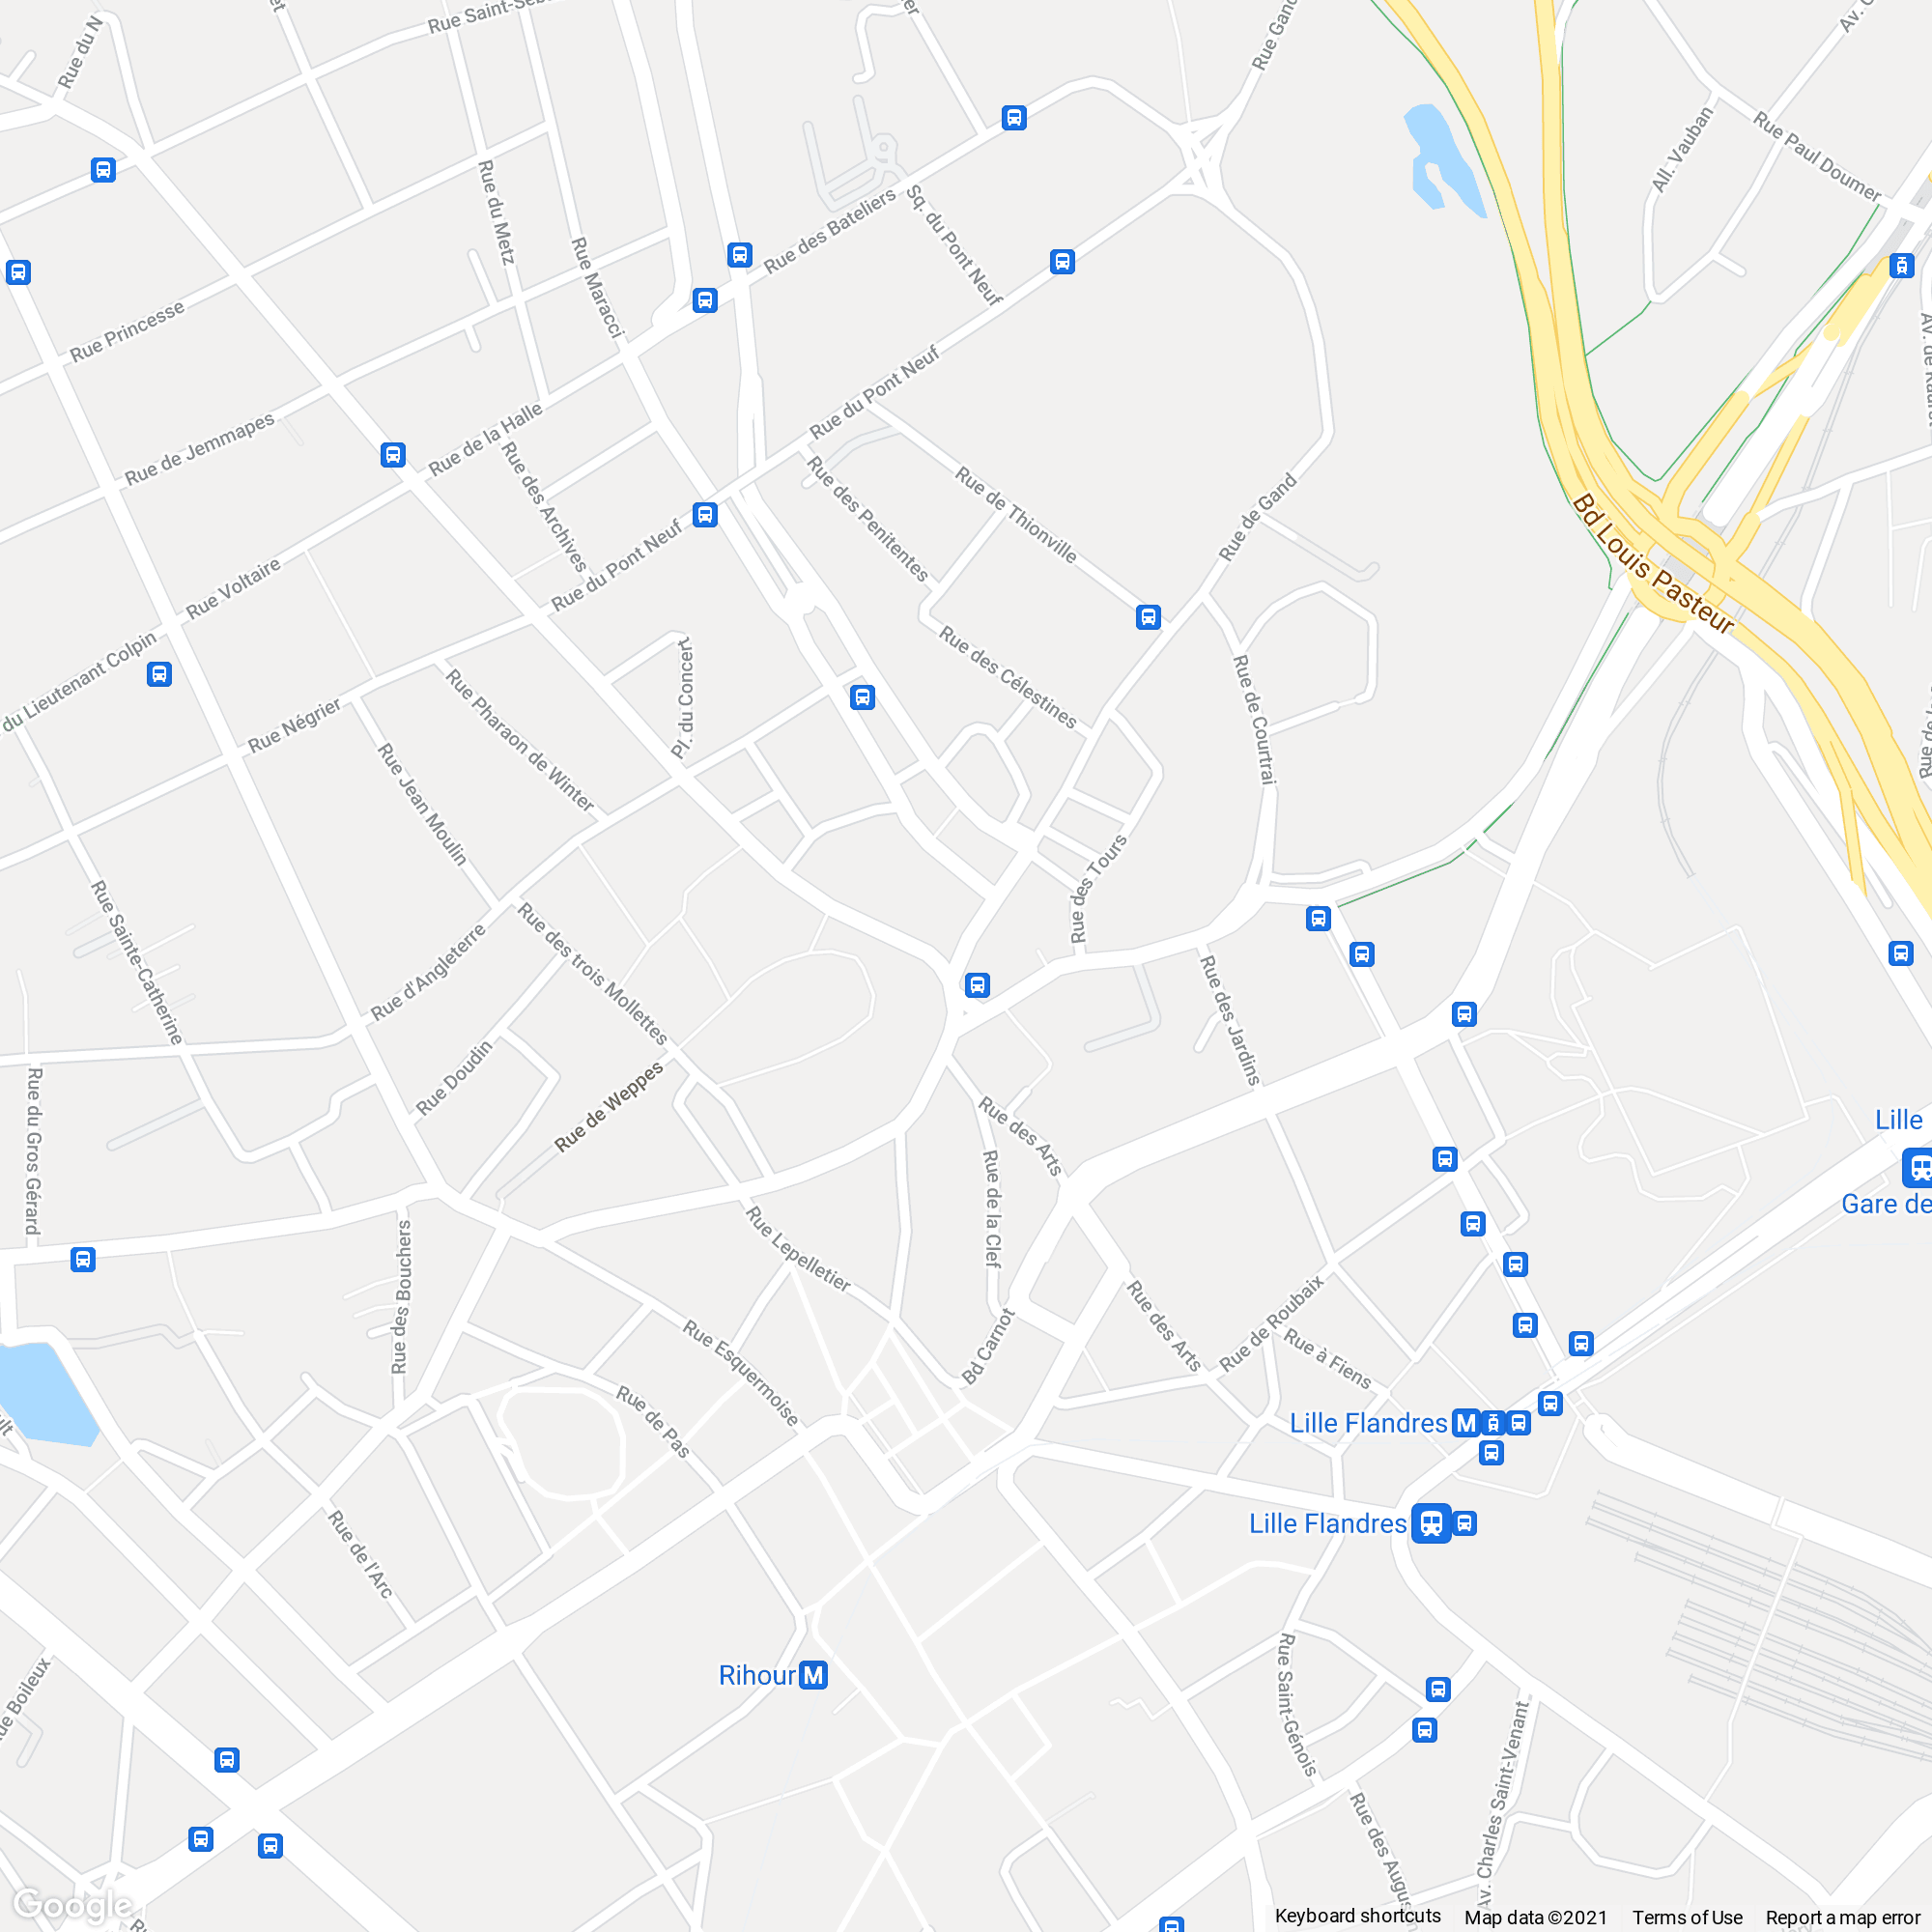 Rue du N
Rue Saint-Séba
Rue Gand
Rue du Metz
Rue Maracci
Rue des Bateliers
Sq. du Pont Neuf
All. Vauban
Rue Paul Doumer
Rue Princesse
Rue de Jemmapes
Rue de la Halle
Rue du Pont Neuf
Rue des Archives
Rue des Penitentes
Rue de Thionville
Rue de Gand
Bd Louis Pasteur
Rue Voltaire
Rue du Pont Neuf
du Lieutenant Colpin
Rue Négrier
Rue Pharaon de Winter
Pl. du Concert
Rue des Célestines
Rue de Courtrai
Rue Jean Moulin
Rue des Tours
Rue Sainte-Catherine
Rue d'Angleterre
Rue des trois Mollettes
Rue des Jardins
Rue Doudin
Rue de Weppes
Rue des Arts
Rue du Gros Gérard
Rue de la Clef
Lille
Gare de
Rue des Bouchers
Rue Lepelletier
Rue Esquermoise
Bd Carnot
Rue des Arts
Rue de Roubaix
Rue à Fiens
Rue de Pas
Lille Flandres M
Lille Flandres
Rue de l'Arc
Rihour M
Rue Saint-Génois
ue Boileux
Av. Charles Saint-Venant
Rue des Augus
Google
Keyboard shortcuts
Map data ©2021
Terms of Use
Report a map error